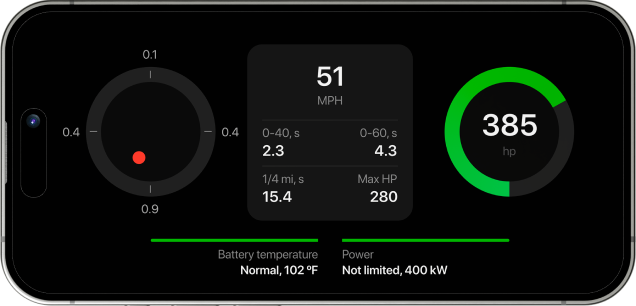 0.1
0.4
0.4
0.9
51
MPH
0-40, s
0-60, s
2.3
4.3
1/4 mi, s
Max HP
15.4
280
385
hp
Battery temperature
Normal, 102 ºF
Power
Not limited, 400 kW